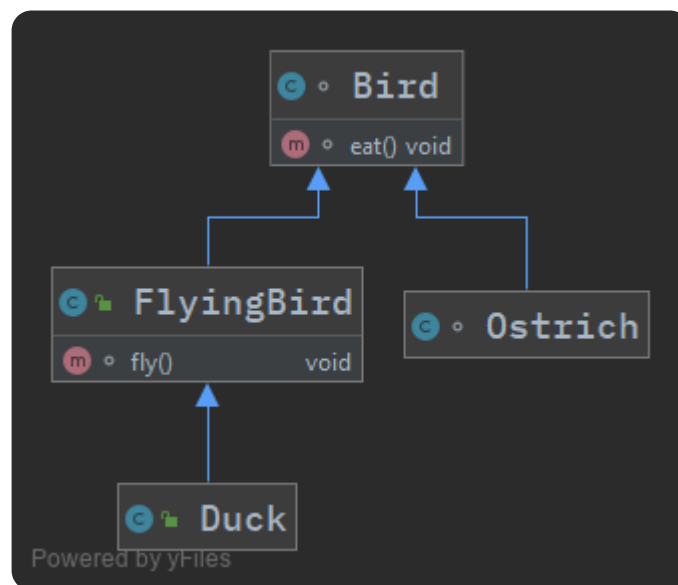 C Bird
m eat() void
C FlyingBird
m fly() void
C Ostrich
C Duck
Powered by yFiles